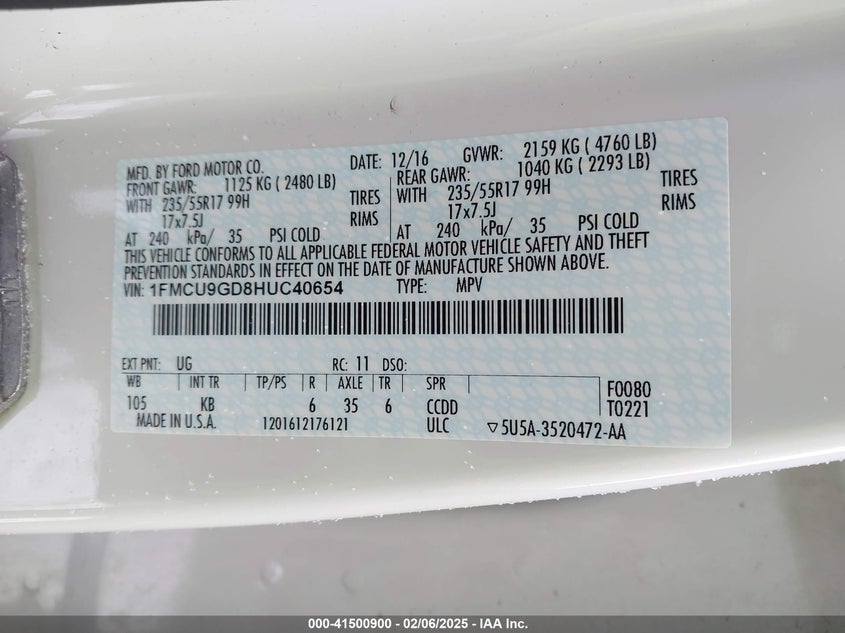 MFD. BY FORD MOTOR CO.
DATE: 12/16 GVWR: 2159 KG ( 4760 LB)
FRONT GAWR: 1125 KG ( 2480 LB) REAR GAWR: 1040 KG ( 2293 LB)
WITH 235/55R17 99H TIRES WITH 235/55R17 99H TIRES
17x7.5J RIMS 17x7.5J RIMS
AT 240 kPa/ 35 PSI COLD AT 240 kPa/ 35 PSI COLD
THIS VEHICLE CONFORMS TO ALL APPLICABLE FEDERAL MOTOR VEHICLE SAFETY AND THEFT
PREVENTION STANDARDS IN EFFECT ON THE DATE OF MANUFACTURE SHOWN ABOVE.
VIN: 1FMCU9GD8HUC40654 TYPE: MPV
EXT PNT: UG RC: 11 DSO:
WB INT TR TP/PS R AXLE TR SPR F0080
105 KB 6 35 6 CCDD T0221
MADE IN U.S.A. 1201612176121 ULC ▽5U5A-3520472-AA
000-41500900 - 02/06/2025 - IAA Inc.